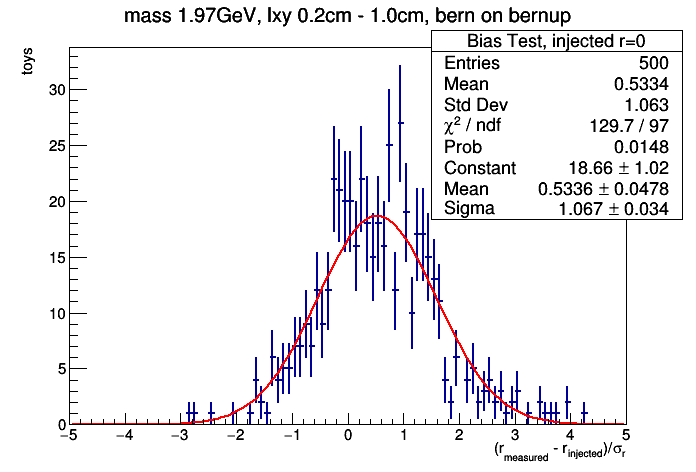 mass 1.97GeV, lxy 0.2cm - 1.0cm, bern on bernup
Bias Test, injected r=0
Entries 500
Mean 0.5334
Std Dev 1.063
χ² / ndf 129.7 / 97
Prob 0.0148
Constant 18.66 ± 1.02
Mean 0.5336 ± 0.0478
Sigma 1.067 ± 0.034
toys
30
25
20
15
10
5
0
−5 −4 −3 −2 −1 0 1 2 3 4 5
(r_measured - r_injected)/σ_r